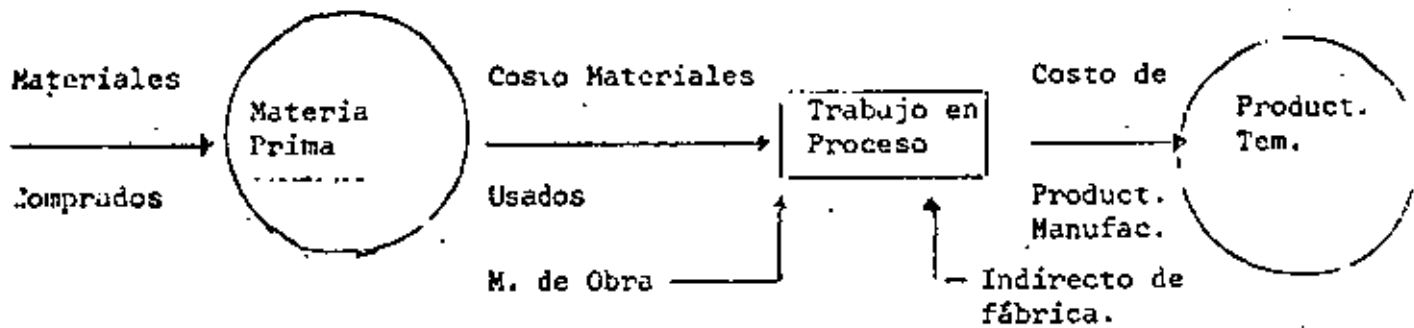 Materiales
Comprados
Materia
Prima
Costo Materiales
Usados
Trabajo en
Proceso
M. de Obra
Indirecto de
fábrica.
Costo de
Product.
Manufac.
Product.
Tem.